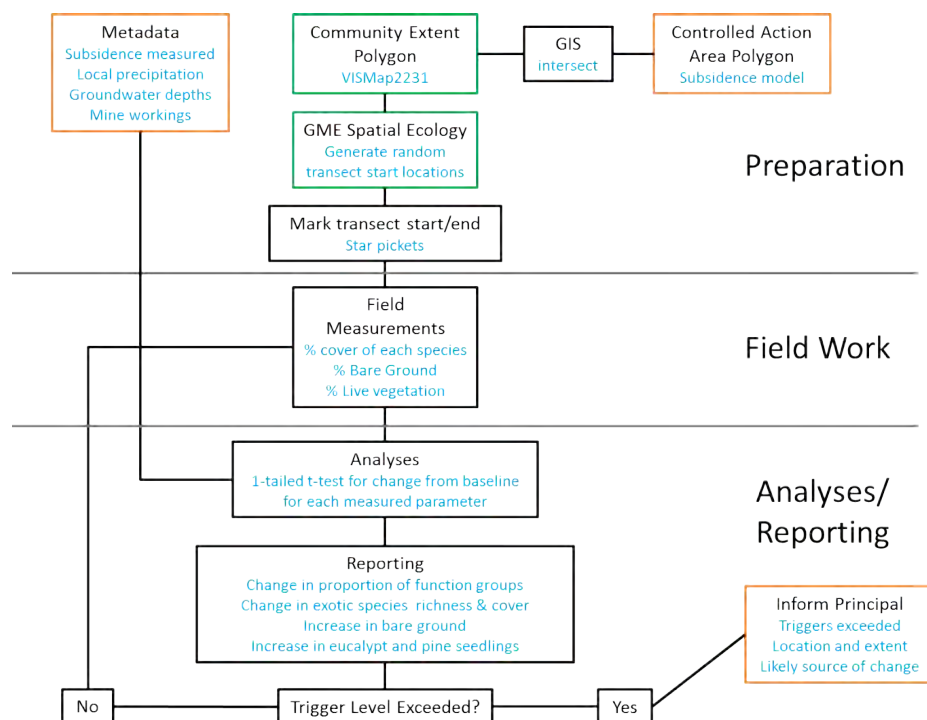 Metadata
Subsidence measured
Local precipitation
Groundwater depths
Mine workings
Community Extent
Polygon
VISMap2231
GIS
intersect
Controlled Action
Area Polygon
Subsidence model
GME Spatial Ecology
Generate random
transect start locations
Preparation
Mark transect start/end
Star pickets
Field
Measurements
% cover of each species
% Bare Ground
% Live vegetation
Field Work
Analyses
1-tailed t-test for change from baseline
for each measured parameter
Analyses/
Reporting
Reporting
Change in proportion of function groups
Change in exotic species richness & cover
Increase in bare ground
Increase in eucalypt and pine seedlings
Inform Principal
Triggers exceeded
Location and extent
Likely source of change
No
Trigger Level Exceeded?
Yes